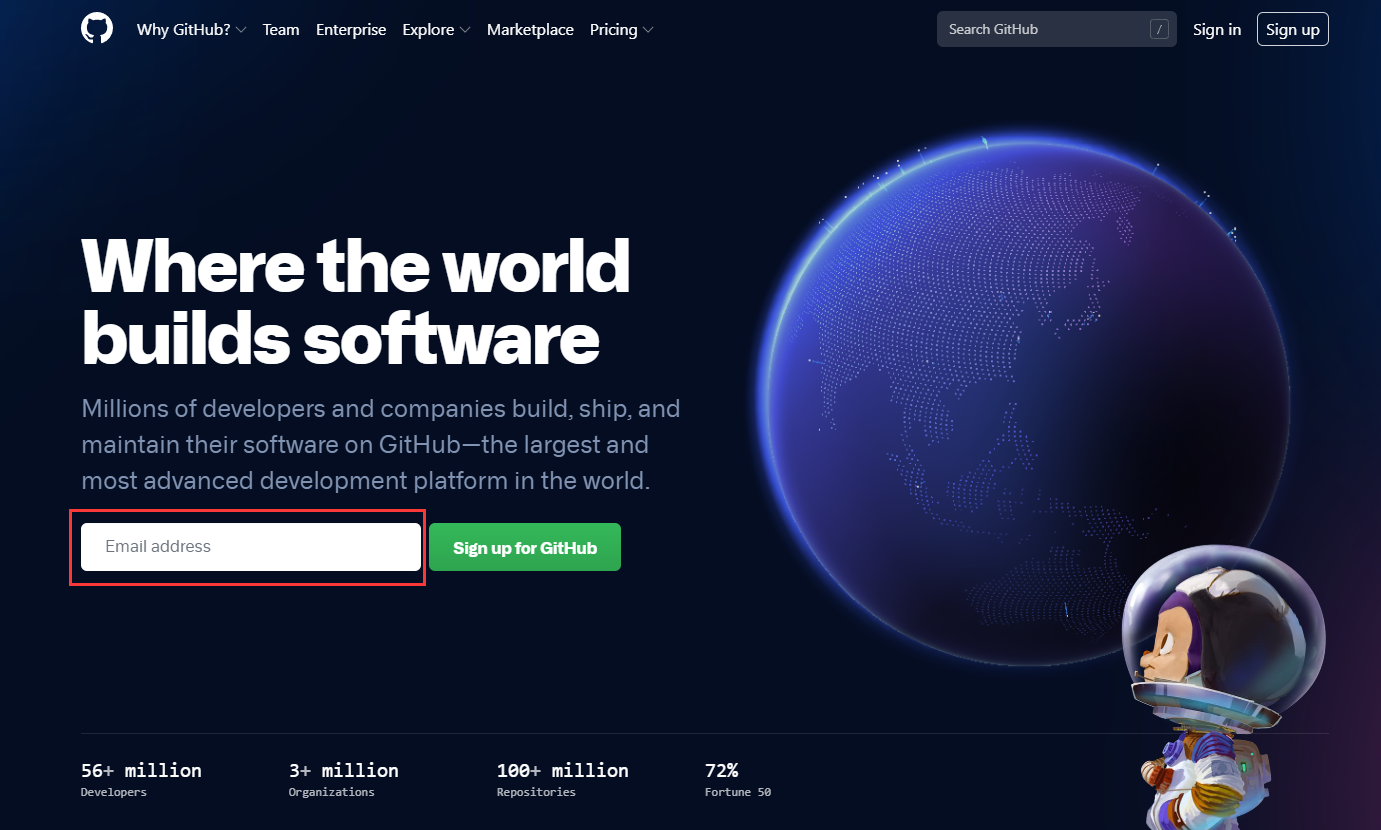 Why GitHub? Team Enterprise Explore Marketplace Pricing Search GitHub / Sign in Sign up
Where the world
builds software
Millions of developers and companies build, ship, and
maintain their software on GitHub—the largest and
most advanced development platform in the world.
Email address Sign up for GitHub
56+ million 3+ million 100+ million 72%
Developers Organizations Repositories Fortune 50